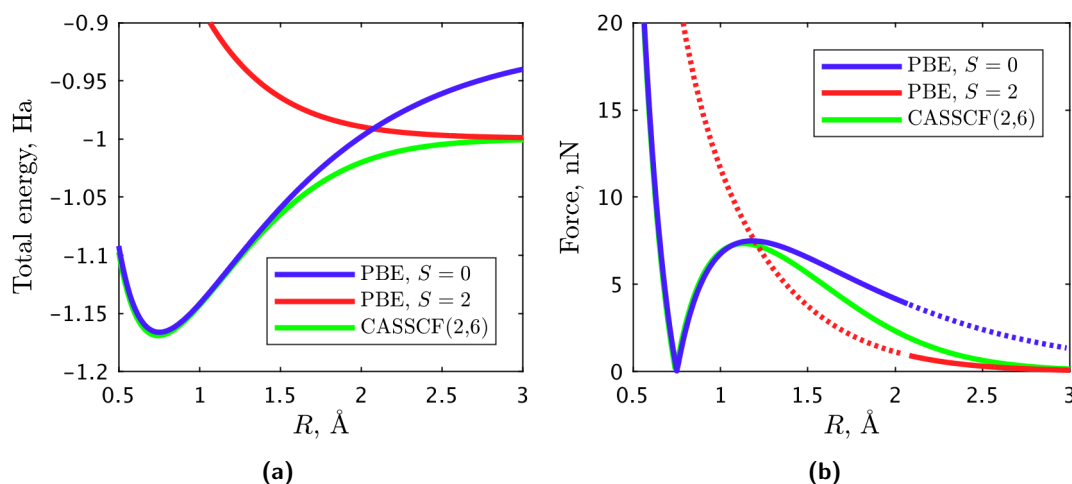 -0.9
-0.95
-1
-1.05
-1.1
-1.15
-1.2
Total energy, Ha
PBE, S = 0
PBE, S = 2
CASSCF(2,6)
0.5 1 1.5 2 2.5 3
R, Å
(a)
20
15
10
5
0
Force, nN
PBE, S = 0
PBE, S = 2
CASSCF(2,6)
0.5 1 1.5 2 2.5 3
R, Å
(b)